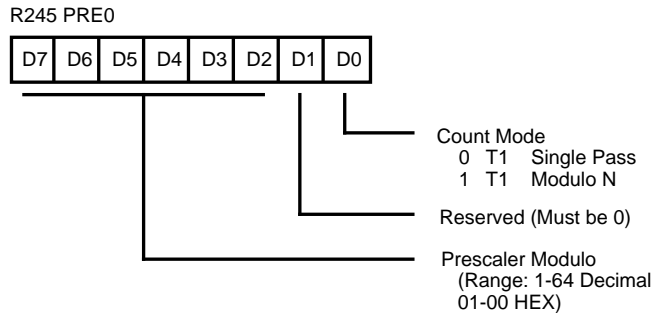 R245 PRE0
D7 D6 D5 D4 D3 D2 D1 D0
Count Mode
0 T1 Single Pass
1 T1 Modulo N
Reserved (Must be 0)
Prescaler Modulo
(Range: 1-64 Decimal
01-00 HEX)